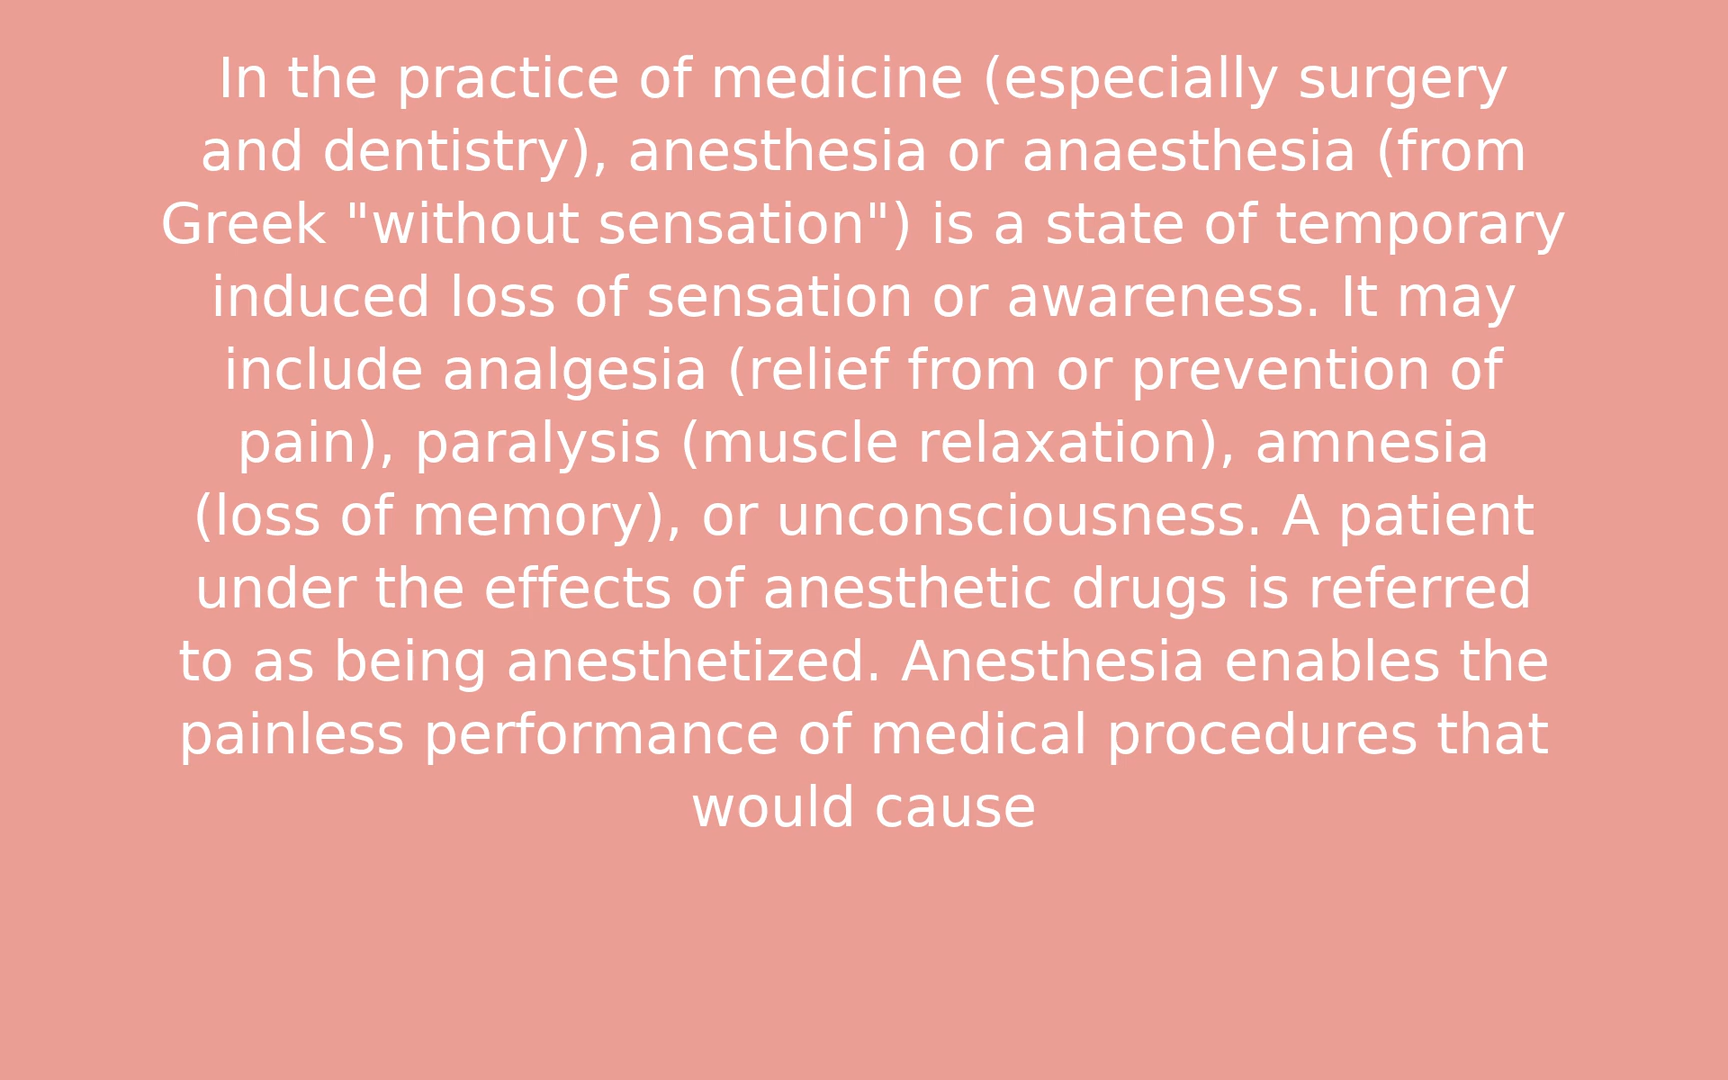 In the practice of medicine (especially surgery
and dentistry), anesthesia or anaesthesia (from
Greek "without sensation") is a state of temporary
induced loss of sensation or awareness. It may
include analgesia (relief from or prevention of
pain), paralysis (muscle relaxation), amnesia
(loss of memory), or unconsciousness. A patient
under the effects of anesthetic drugs is referred
to as being anesthetized. Anesthesia enables the
painless performance of medical procedures that
would cause